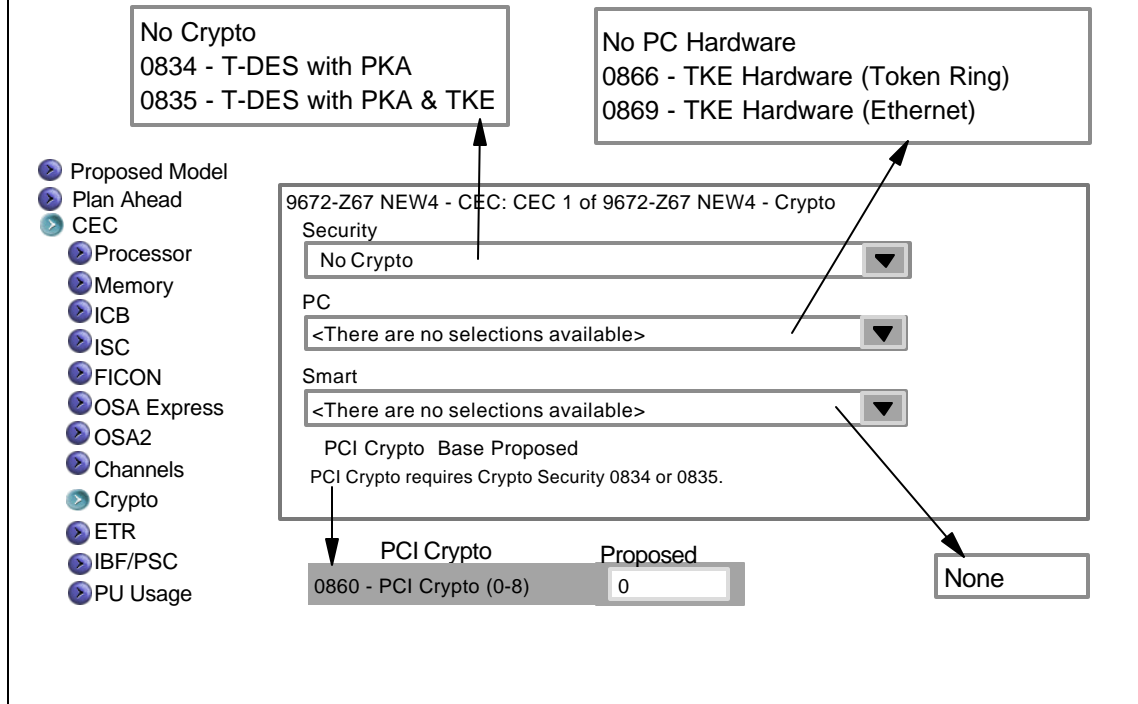 No Crypto
0834 - T-DES with PKA
0835 - T-DES with PKA & TKE
No PC Hardware
0866 - TKE Hardware (Token Ring)
0869 - TKE Hardware (Ethernet)
Proposed Model
Plan Ahead
CEC
Processor
Memory
ICB
ISC
FICON
OSA Express
OSA2
Channels
Crypto
ETR
IBF/PSC
PU Usage
9672-Z67 NEW4 - CEC: CEC 1 of 9672-Z67 NEW4 - Crypto
Security
No Crypto
PC
<There are no selections available>
Smart
<There are no selections available>
PCI Crypto Base Proposed
PCI Crypto requires Crypto Security 0834 or 0835.
PCI Crypto Proposed
0860 - PCI Crypto (0-8) 0
None